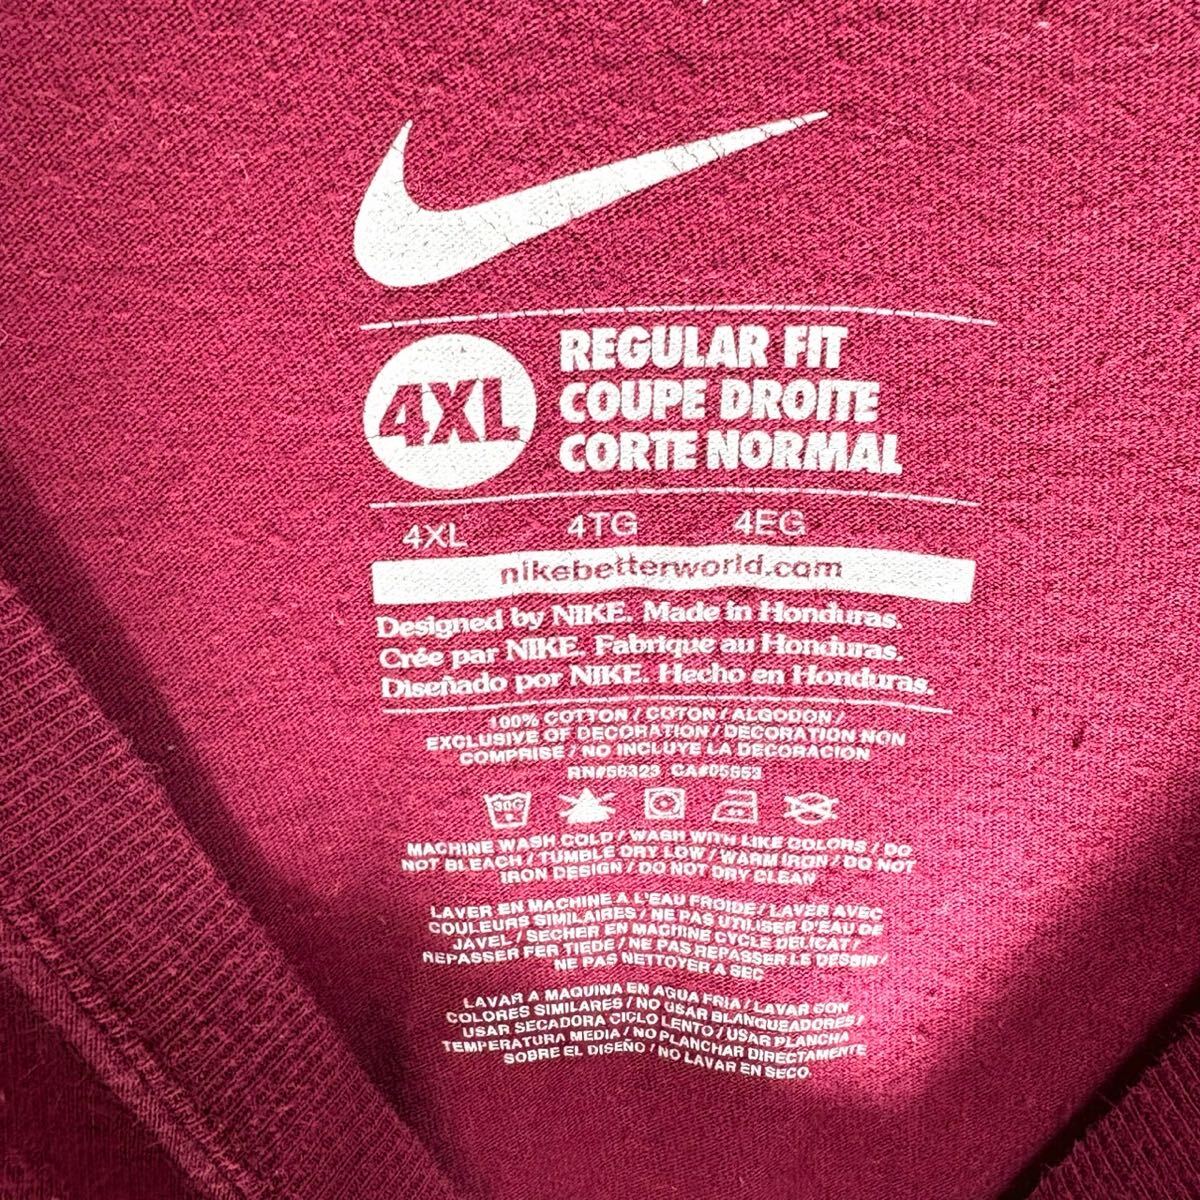 4XL
REGULAR FIT
COUPE DROITE
CORTE NORMAL
4XL 4TG 4EG
nikebetterworld.com
Designed by NIKE. Made in Honduras.
Crée par NIKE. Fabrique au Honduras.
Diseñado por NIKE. Hecho en Honduras.
100% COTTON / COTON / ALGODON /
EXCLUSIVE OF DECORATION / DECORATION NON
COMPRISE / NO INCLUYE LA DECORACION
RN#56323 CA#05553
30C
MACHINE WASH COLD / WASH WITH LIKE COLORS / DO
NOT BLEACH / TUMBLE DRY LOW / WARM IRON / DO NOT
IRON DESIGN / DO NOT DRY CLEAN
LAVER EN MACHINE A L'EAU FROIDE / LAVER AVEC
COULEURS SIMILAIRES / NE PAS UTILISER D'EAU DE
JAVEL / SECHER EN MACHINE CYCLE DELICAT /
REPASSER FER TIEDE / NE PAS REPASSER LE DESSIN /
NE PAS NETTOYER A SEC
LAVAR A MAQUINA EN AGUA FRIA / LAVAR CON
COLORES SIMILARES / NO USAR BLANQUEADORES /
USAR SECADORA CICLO LENTO / USAR PLANCHA
TEMPERATURA MEDIA / NO PLANCHAR DIRECTAMENTE
SOBRE EL DISEÑO / NO LAVAR EN SECO.